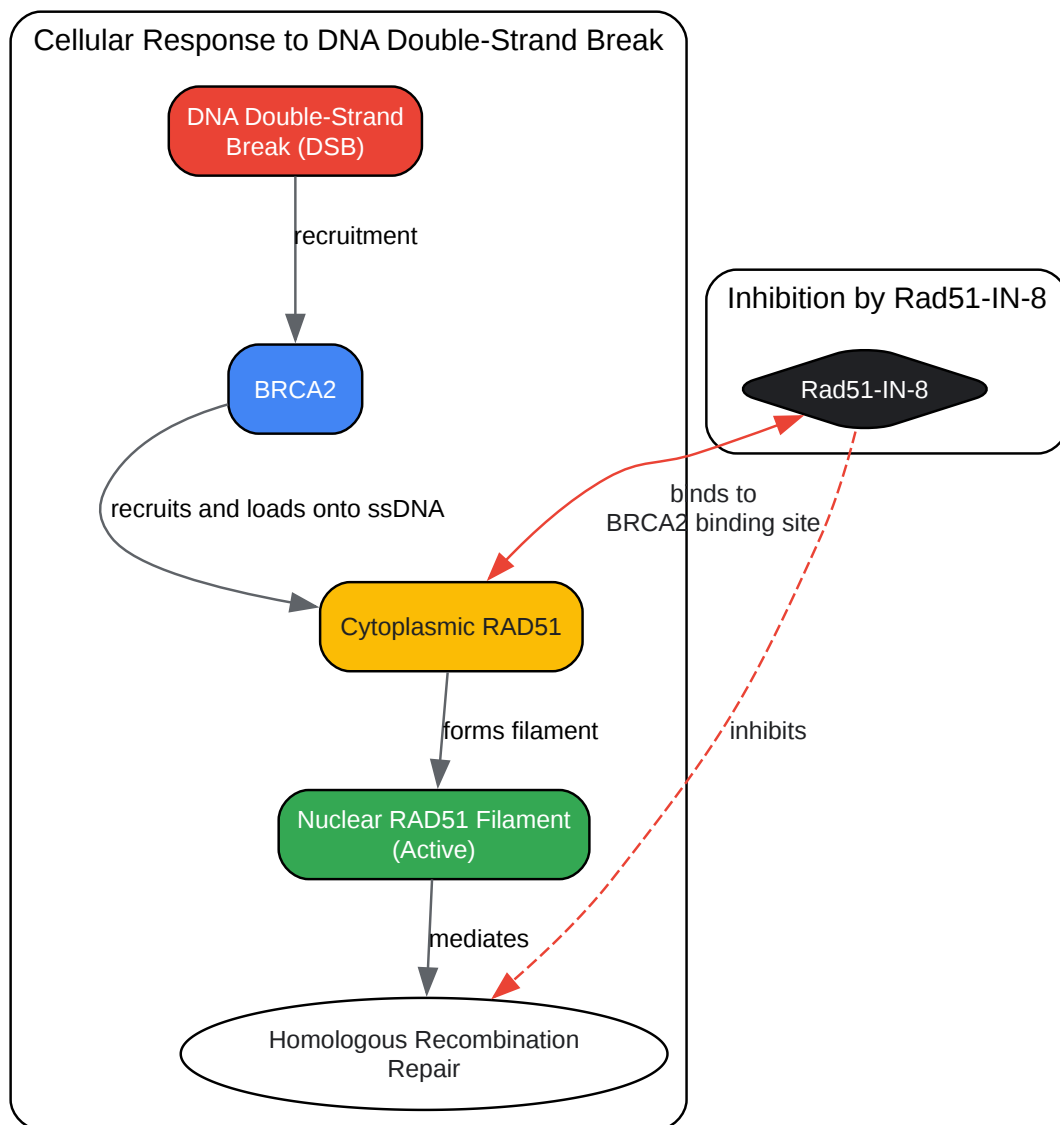 Cellular Response to DNA Double-Strand Break
DNA Double-Strand
Break (DSB)
recruitment
BRCA2
recruits and loads onto ssDNA
Cytoplasmic RAD51
forms filament
Nuclear RAD51 Filament
(Active)
mediates
Homologous Recombination
Repair
Inhibition by Rad51-IN-8
Rad51-IN-8
binds to
BRCA2 binding site
inhibits